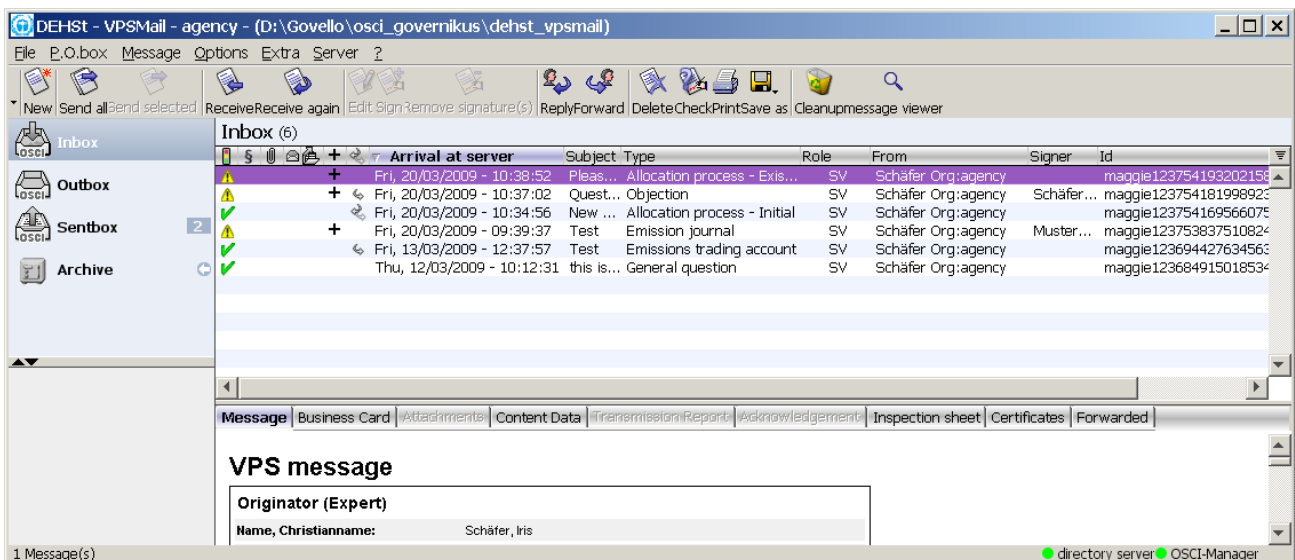 DEHSt - VPSMail - agency - (D:\Govello\osci_governikus\dehst_vpsmail)
File P.O.box Message Options Extra Server ?
New Send all Send selected Receive Receive again Edit Sign Remove signature(s) Reply Forward Delete Check Print Save as Cleanup message viewer
OSCI Inbox
OSCI Outbox
OSCI Sentbox 2
Archive
Inbox (6)
§ Arrival at server Subject Type Role From Signer Id
+ Fri, 20/03/2009 - 10:38:52 Pleas... Allocation process - Exis... SV Schäfer Org:agency maggie123754193202158
+ Fri, 20/03/2009 - 10:37:02 Quest... Objection SV Schäfer Org:agency Schäfer... maggie123754181998923
Fri, 20/03/2009 - 10:34:56 New ... Allocation process - Initial SV Schäfer Org:agency maggie123754169566075
+ Fri, 20/03/2009 - 09:39:37 Test Emission journal SV Schäfer Org:agency Muster... maggie123753837510824
Fri, 13/03/2009 - 12:37:57 Test Emissions trading account SV Schäfer Org:agency maggie123694427634563
Thu, 12/03/2009 - 10:12:31 this is... General question SV Schäfer Org:agency maggie123684915018534
Message Business Card Attachments Content Data Transmission Report Acknowledgement Inspection sheet Certificates Forwarded
VPS message
Originator (Expert)
Name, Christianname: Schäfer, Iris
1 Message(s) directory server OSCI-Manager